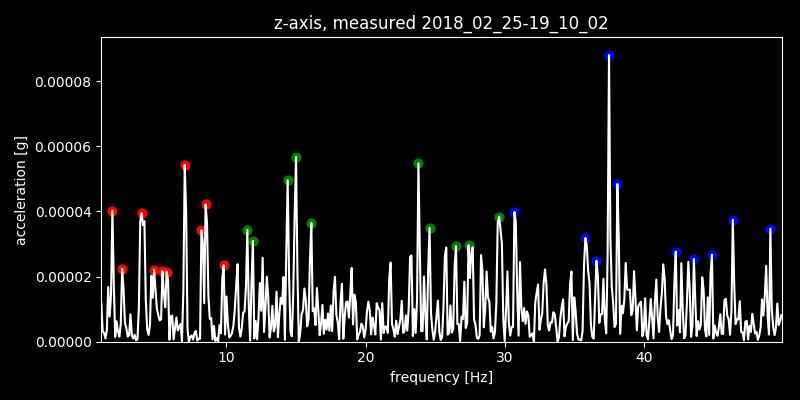 z-axis, measured 2018_02_25-19_10_02
0.00008
0.00006
0.00004
0.00002
0.00000
acceleration [g]
10 20 30 40
frequency [Hz]